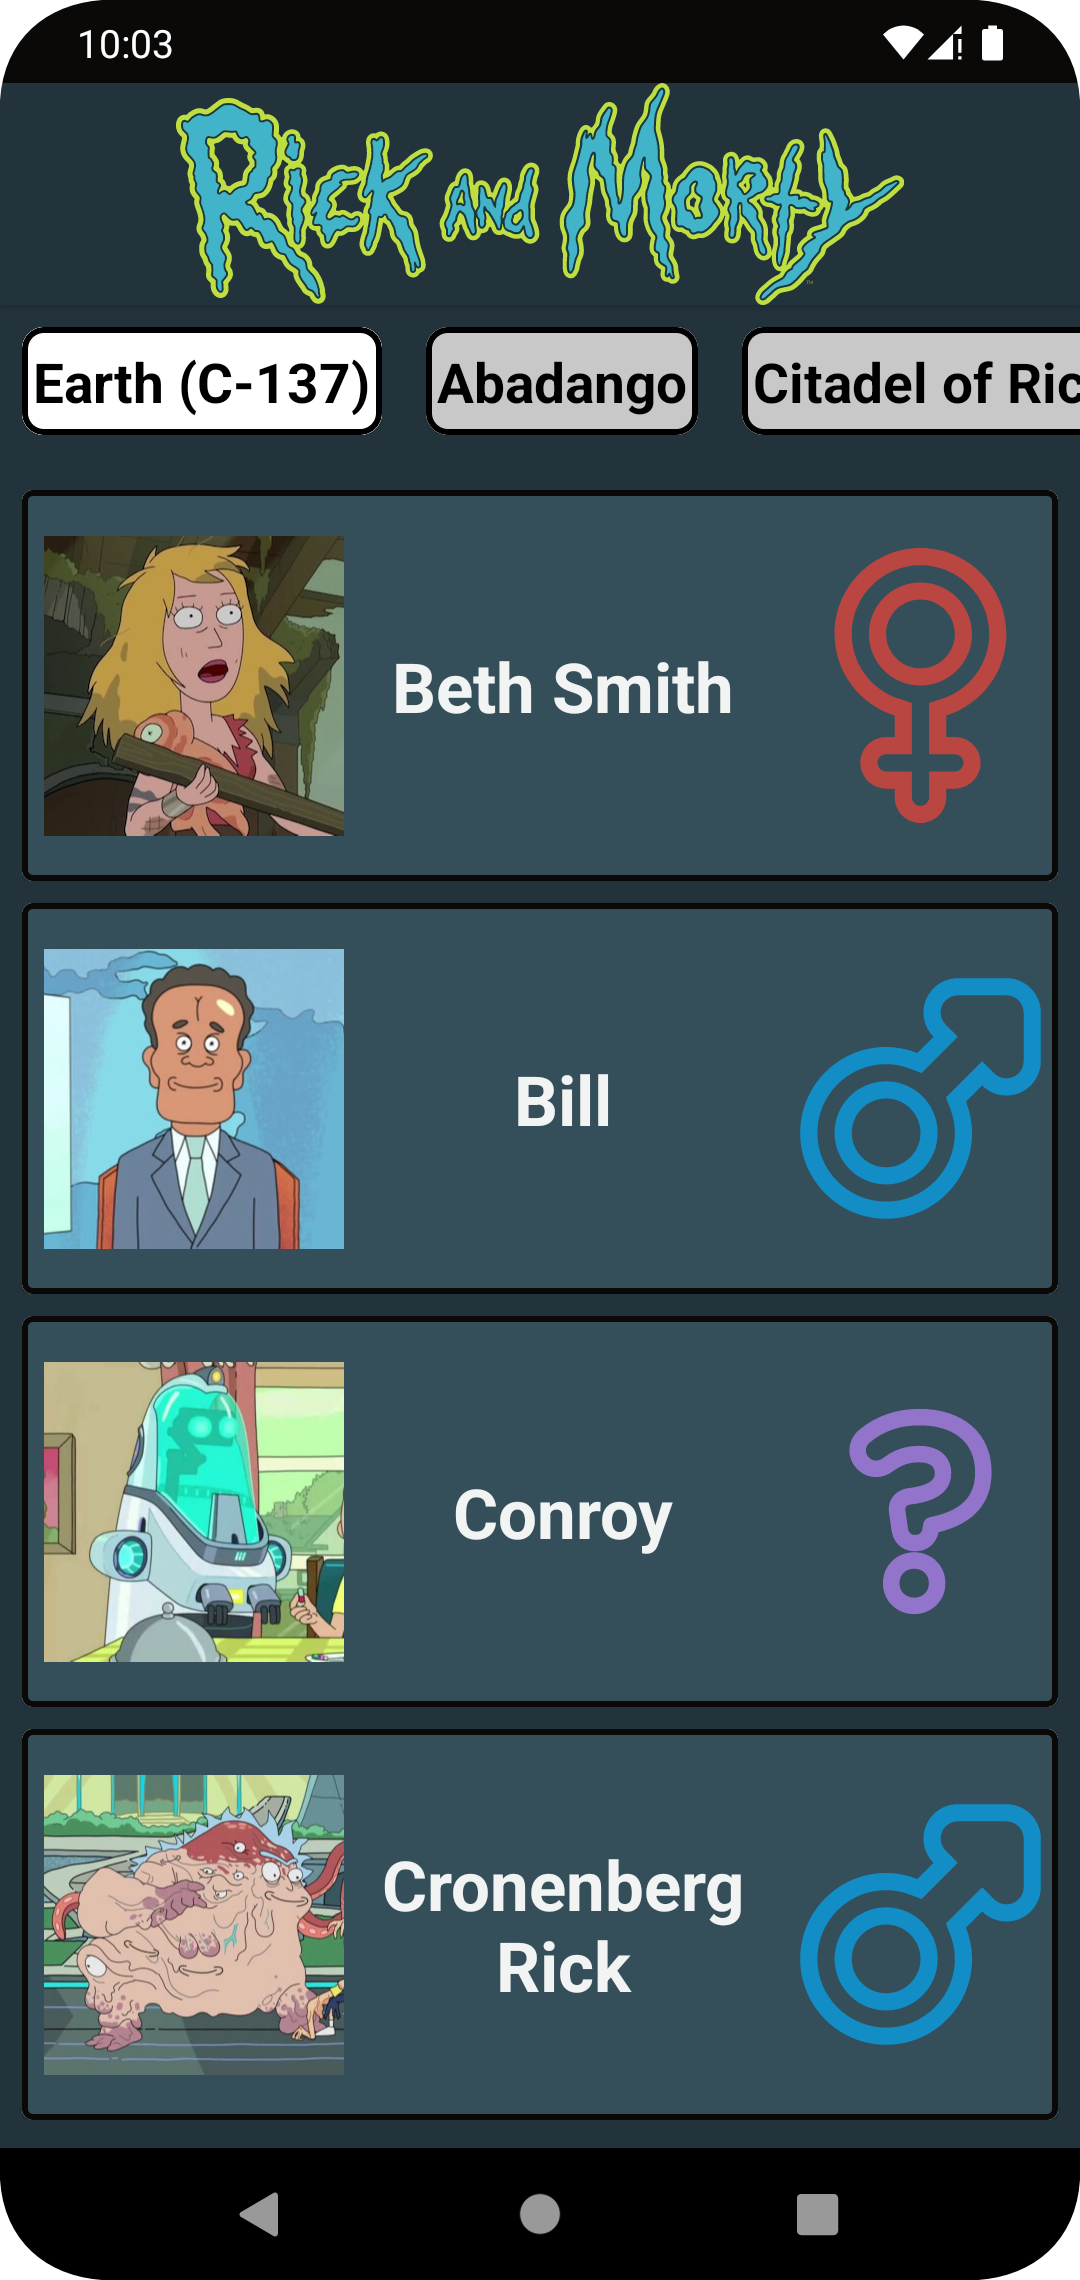 10:03
Rick and Morty
Earth (C-137)
Abadango
Citadel of Ric
Beth Smith
Bill
Conroy
Cronenberg
Rick